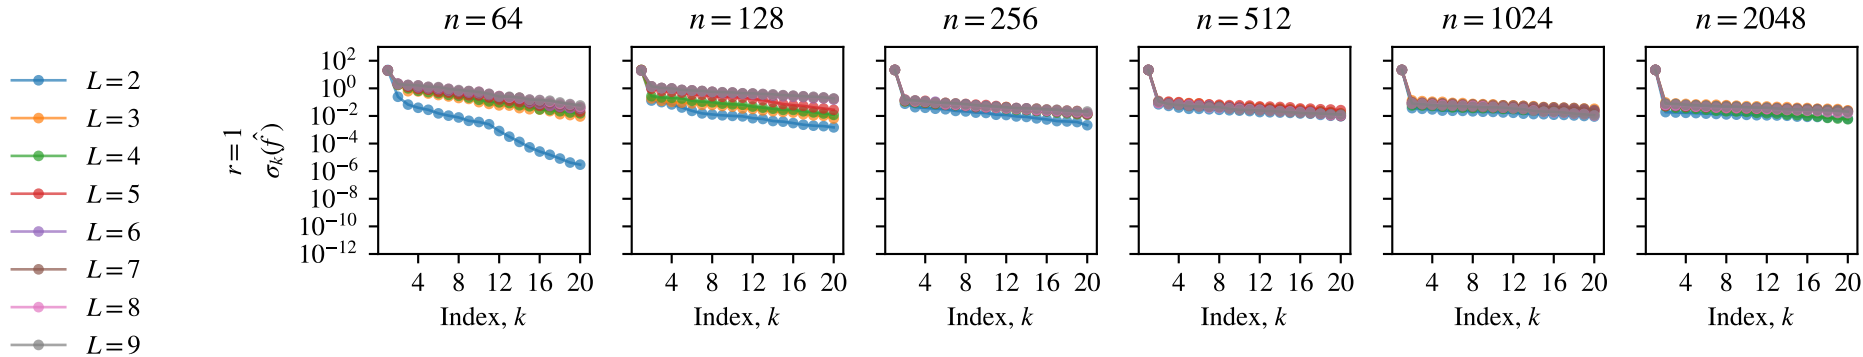 n = 64
n = 128
n = 256
n = 512
n = 1024
n = 2048
L = 2
L = 3
L = 4
L = 5
L = 6
L = 7
L = 8
L = 9
r = 1
σ_k(f̂)
10^2
10^0
10^−2
10^−4
10^−6
10^−8
10^−10
10^−12
4 8 12 16 20
4 8 12 16 20
4 8 12 16 20
4 8 12 16 20
4 8 12 16 20
4 8 12 16 20
Index, k
Index, k
Index, k
Index, k
Index, k
Index, k